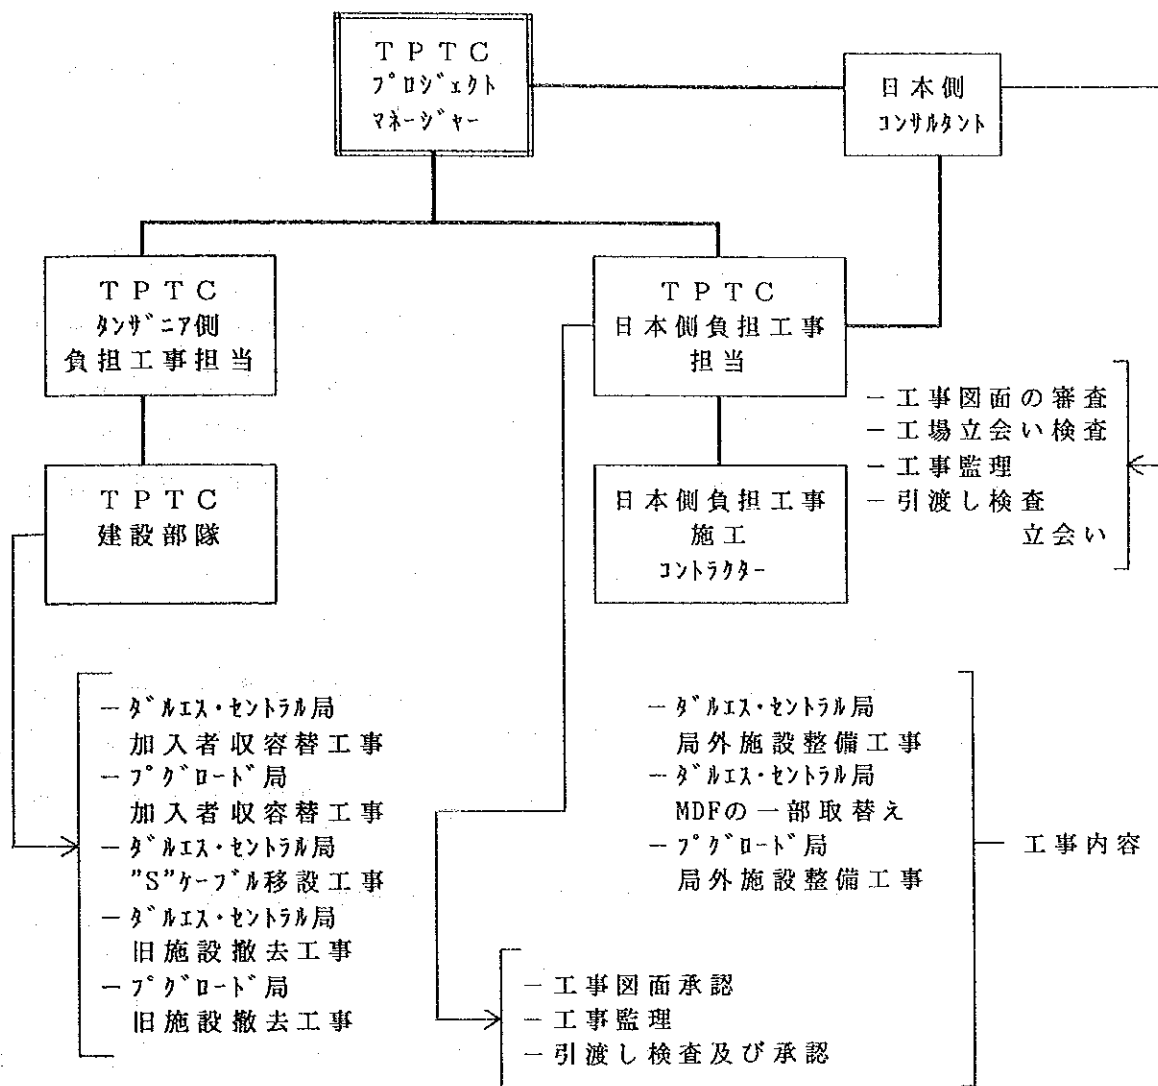 ＴＰＴＣ
ﾌﾟﾛｼﾞｪｸﾄ
ﾏﾈｰｼﾞｬｰ
日本側
ｺﾝｻﾙﾀﾝﾄ
ＴＰＴＣ
ﾀﾝｻﾞﾆｱ側
負担工事担当
ＴＰＴＣ
日本側負担工事
担当
－工事図面の審査
－工場立会い検査
－工事監理
－引渡し検査
立会い
ＴＰＴＣ
建設部隊
日本側負担工事
施工
ｺﾝﾄﾗｸﾀｰ
－ﾀﾞﾙｴｽ・ｾﾝﾄﾗﾙ局
加入者収容替工事
－ﾌﾟｸﾞﾛｰﾄﾞ局
加入者収容替工事
－ﾀﾞﾙｴｽ・ｾﾝﾄﾗﾙ局
”S”ｹｰﾌﾞﾙ移設工事
－ﾀﾞﾙｴｽ・ｾﾝﾄﾗﾙ局
旧施設撤去工事
－ﾌﾟｸﾞﾛｰﾄﾞ局
旧施設撤去工事
－ﾀﾞﾙｴｽ・ｾﾝﾄﾗﾙ局
局外施設整備工事
－ﾀﾞﾙｴｽ・ｾﾝﾄﾗﾙ局
MDFの一部取替え
－ﾌﾟｸﾞﾛｰﾄﾞ局
局外施設整備工事
工事内容
－工事図面承認
－工事監理
－引渡し検査及び承認